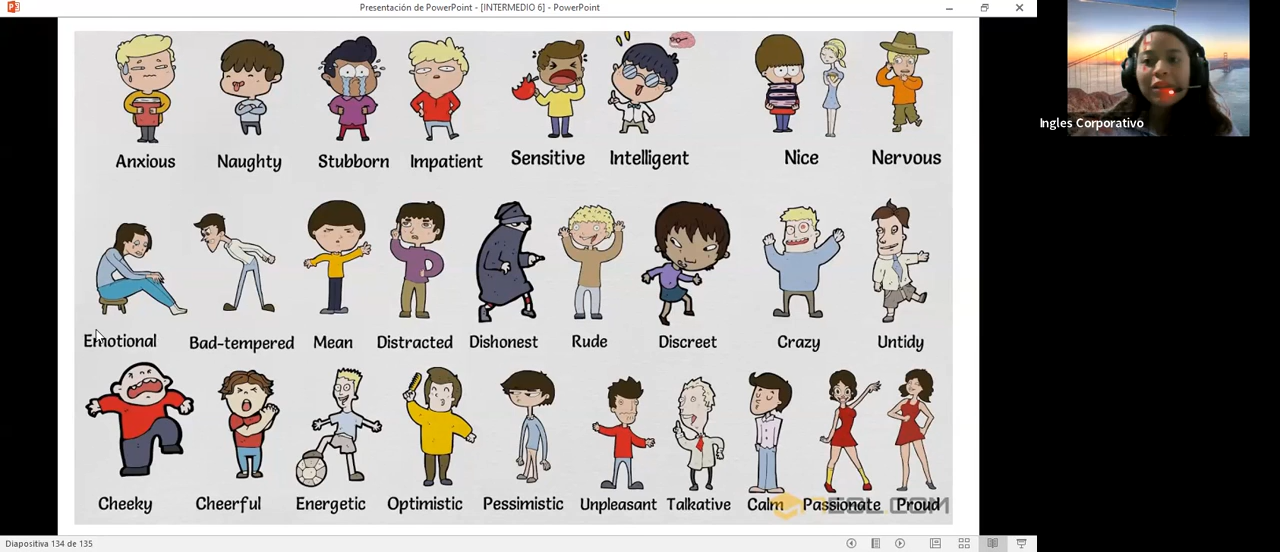 Presentación de PowerPoint - [INTERMEDIO 6] - PowerPoint
Ingles Corporativo
Anxious Naughty Stubborn Impatient Sensitive Intelligent Nice Nervous
Emotional Bad-tempered Mean Distracted Dishonest Rude Discreet Crazy Untidy
Cheeky Cheerful Energetic Optimistic Pessimistic Unpleasant Talkative Calm Passionate Proud
Diapositiva 134 de 135